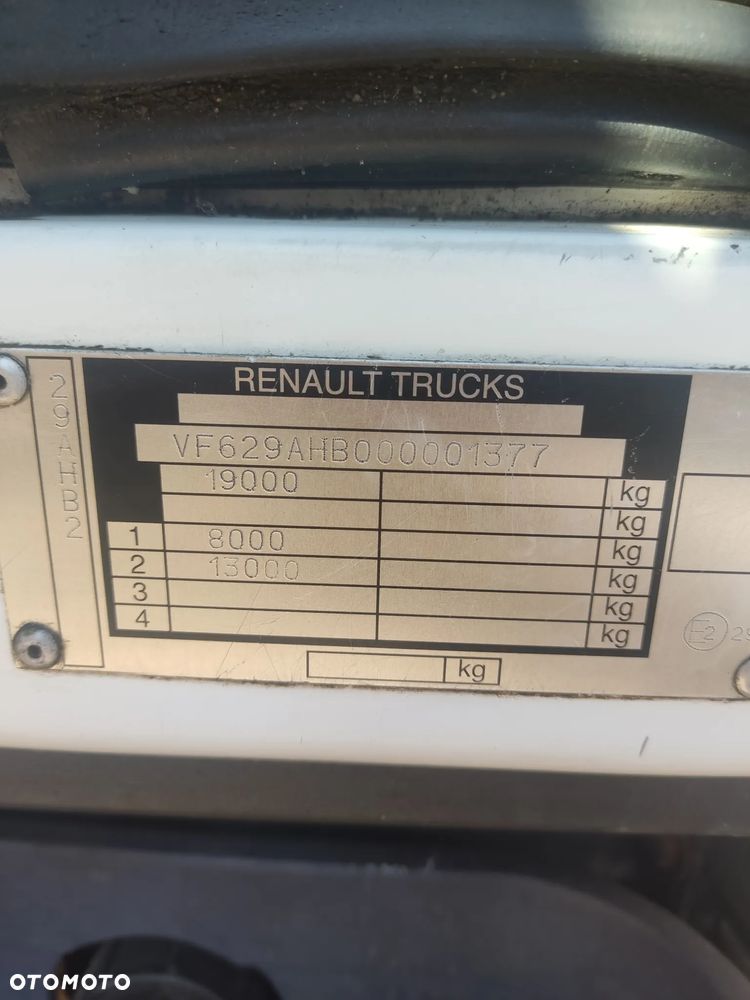 RENAULT TRUCKS
29AHB2
VF629AHB000001377
19000 kg
kg
1 8000 kg
2 13000 kg
3 kg
4 kg
kg
E2
OTOMOTO